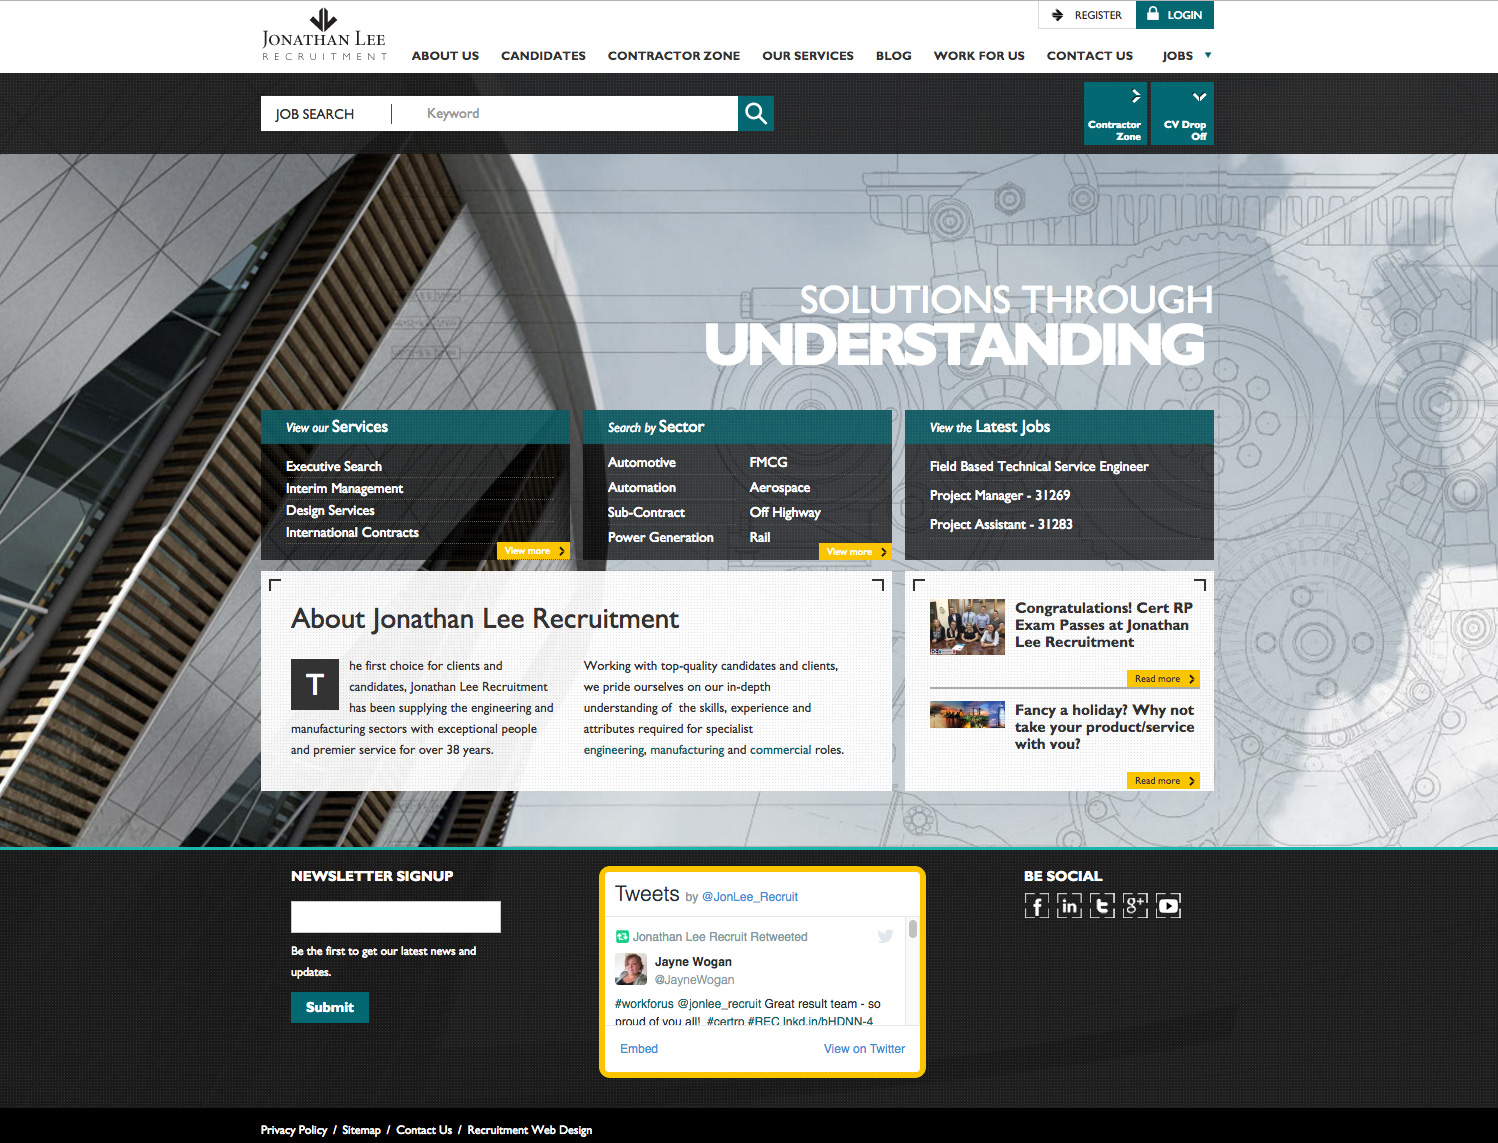 REGISTER
LOGIN
JONATHAN LEE
RECRUITMENT
ABOUT US
CANDIDATES
CONTRACTOR ZONE
OUR SERVICES
BLOG
WORK FOR US
CONTACT US
JOBS
JOB SEARCH
Keyword
Contractor
Zone
CV Drop
Off
SOLUTIONS THROUGH
UNDERSTANDING
View our Services
Executive Search
Interim Management
Design Services
International Contracts
View more
Search by Sector
Automotive
FMCG
Automation
Aerospace
Sub-Contract
Off Highway
Power Generation
Rail
View more
View the Latest Jobs
Field Based Technical Service Engineer
Project Manager - 31269
Project Assistant - 31283
About Jonathan Lee Recruitment
The first choice for clients and
candidates, Jonathan Lee Recruitment
has been supplying the engineering and
manufacturing sectors with exceptional people
and premier service for over 38 years.
Working with top-quality candidates and clients,
we pride ourselves on our in-depth
understanding of the skills, experience and
attributes required for specialist
engineering, manufacturing and commercial roles.
Congratulations! Cert RP
Exam Passes at Jonathan
Lee Recruitment
Read more
Fancy a holiday? Why not
take your product/service
with you?
Read more
NEWSLETTER SIGNUP
Be the first to get our latest news and
updates.
Submit
Tweets by @JonLee_Recruit
Jonathan Lee Recruit Retweeted
Jayne Wogan
@JayneWogan
#workforus @jonlee_recruit Great result team - so
proud of you all! #certrp #REC lnkd.in/bHDNN-4
Embed
View on Twitter
BE SOCIAL
Privacy Policy / Sitemap / Contact Us / Recruitment Web Design